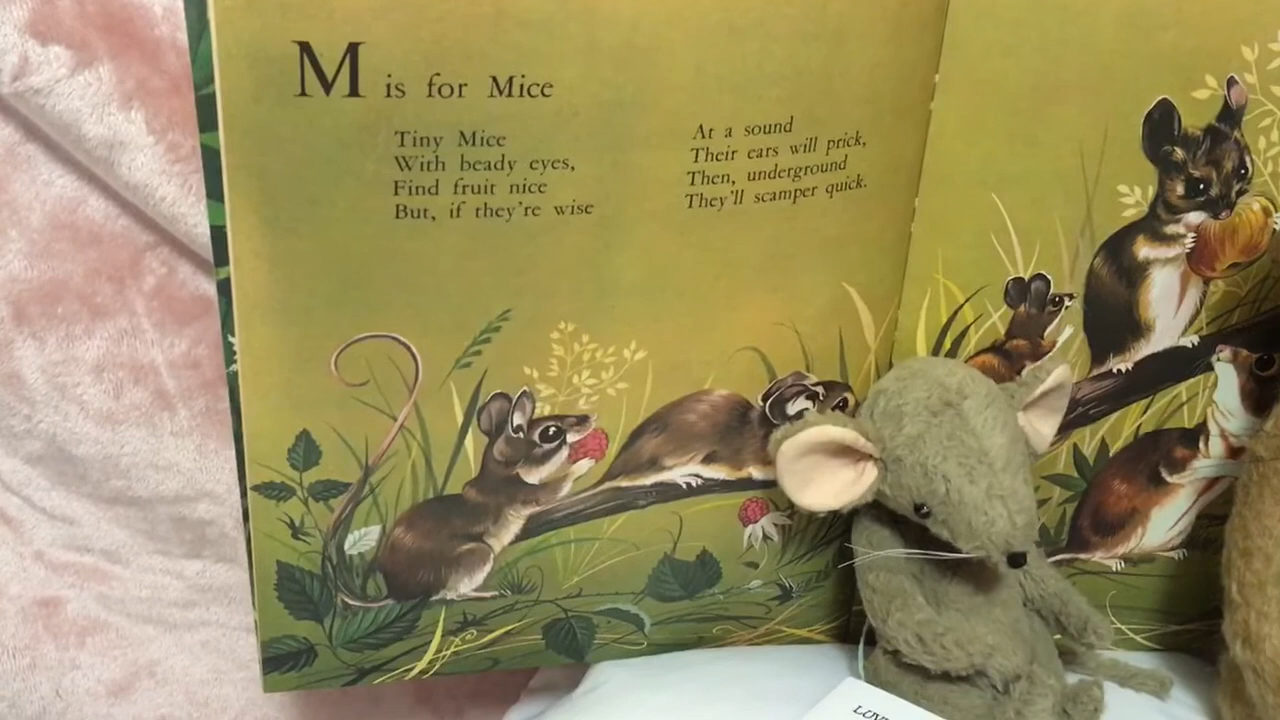 M is for Mice
Tiny Mice
With beady eyes,
Find fruit nice
But, if they're wise
At a sound
Their ears will prick,
Then, underground
They'll scamper quick.